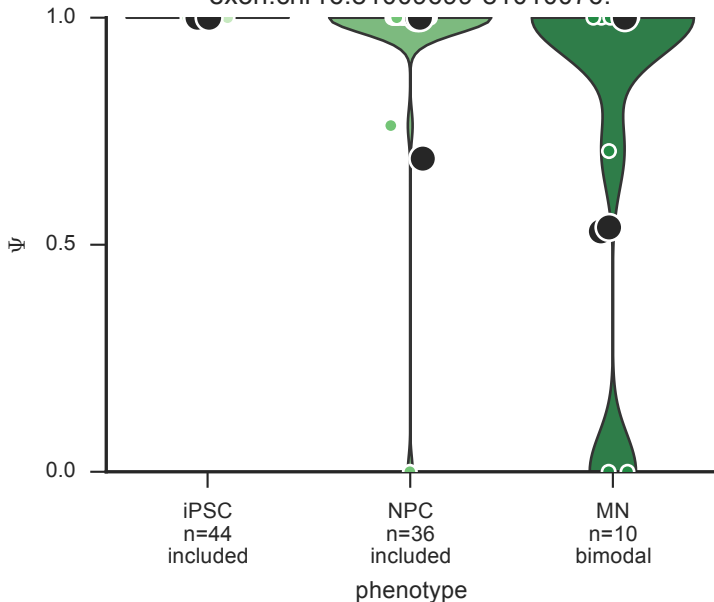 1.0
0.5
0.0
Ψ
iPSC
n=44
included
NPC
n=36
included
MN
n=10
bimodal
phenotype